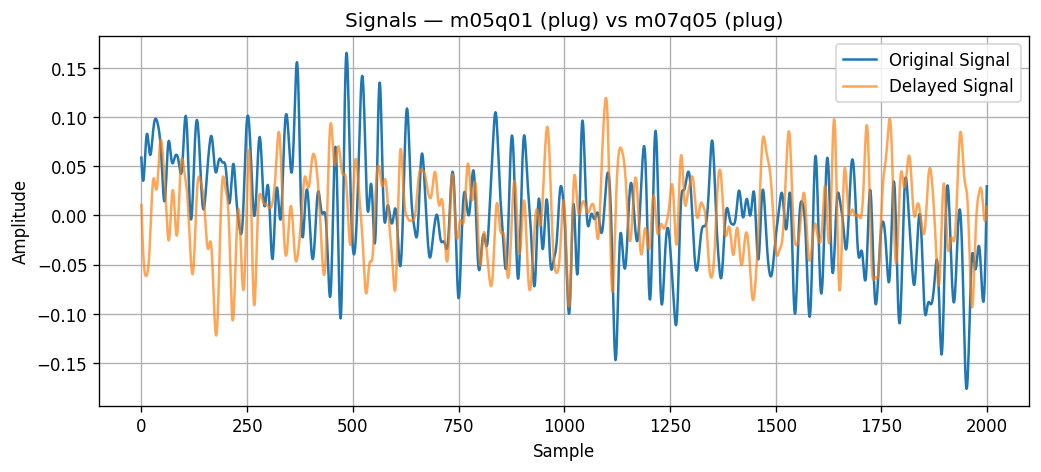 Signals — m05q01 (plug) vs m07q05 (plug)
Original Signal
Delayed Signal
Amplitude
0.15
0.10
0.05
0.00
−0.05
−0.10
−0.15
0 250 500 750 1000 1250 1500 1750 2000
Sample